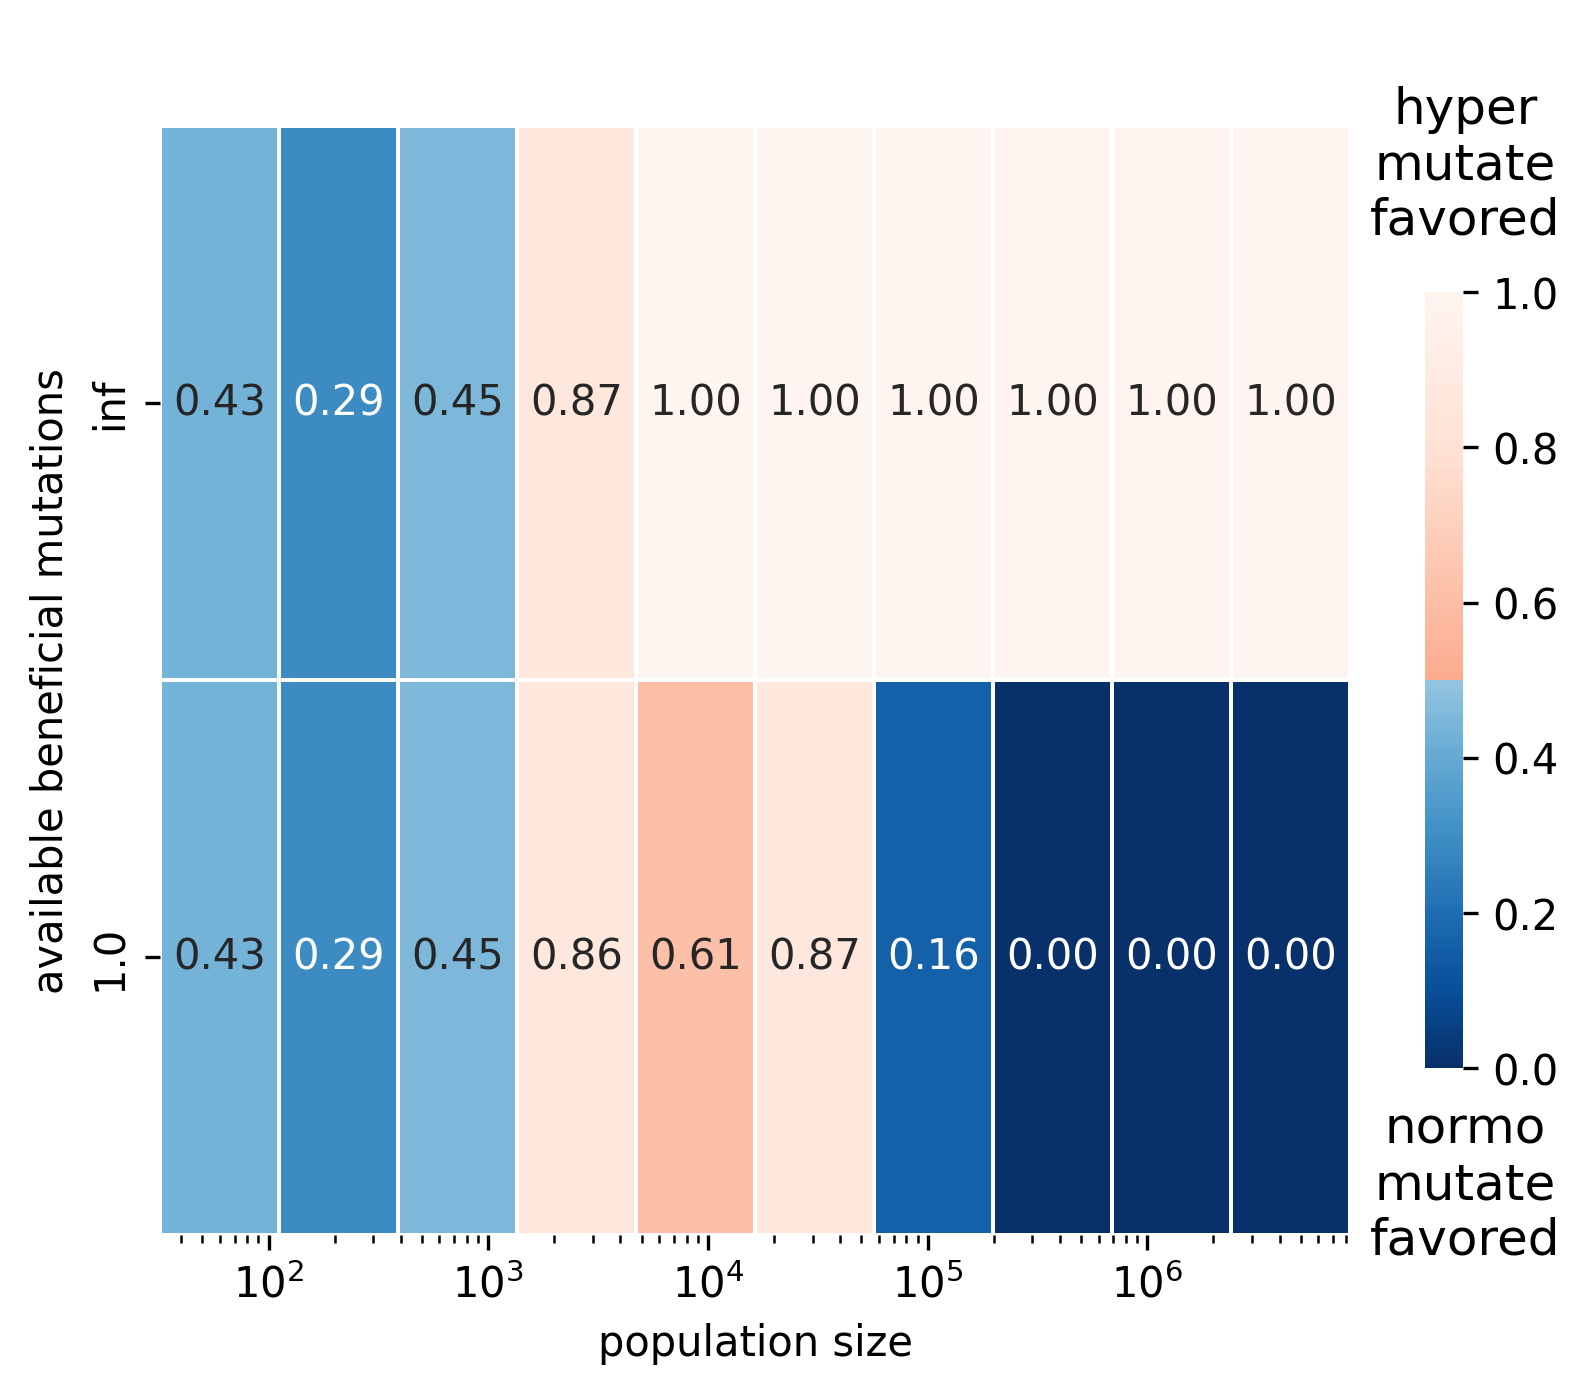 hyper
mutate
favored
available beneficial mutations
inf
0.43 0.29 0.45 0.87 1.00 1.00 1.00 1.00 1.00 1.00
1.0
0.43 0.29 0.45 0.86 0.61 0.87 0.16 0.00 0.00 0.00
10² 10³ 10⁴ 10⁵ 10⁶
population size
1.0
0.8
0.6
0.4
0.2
0.0
normo
mutate
favored